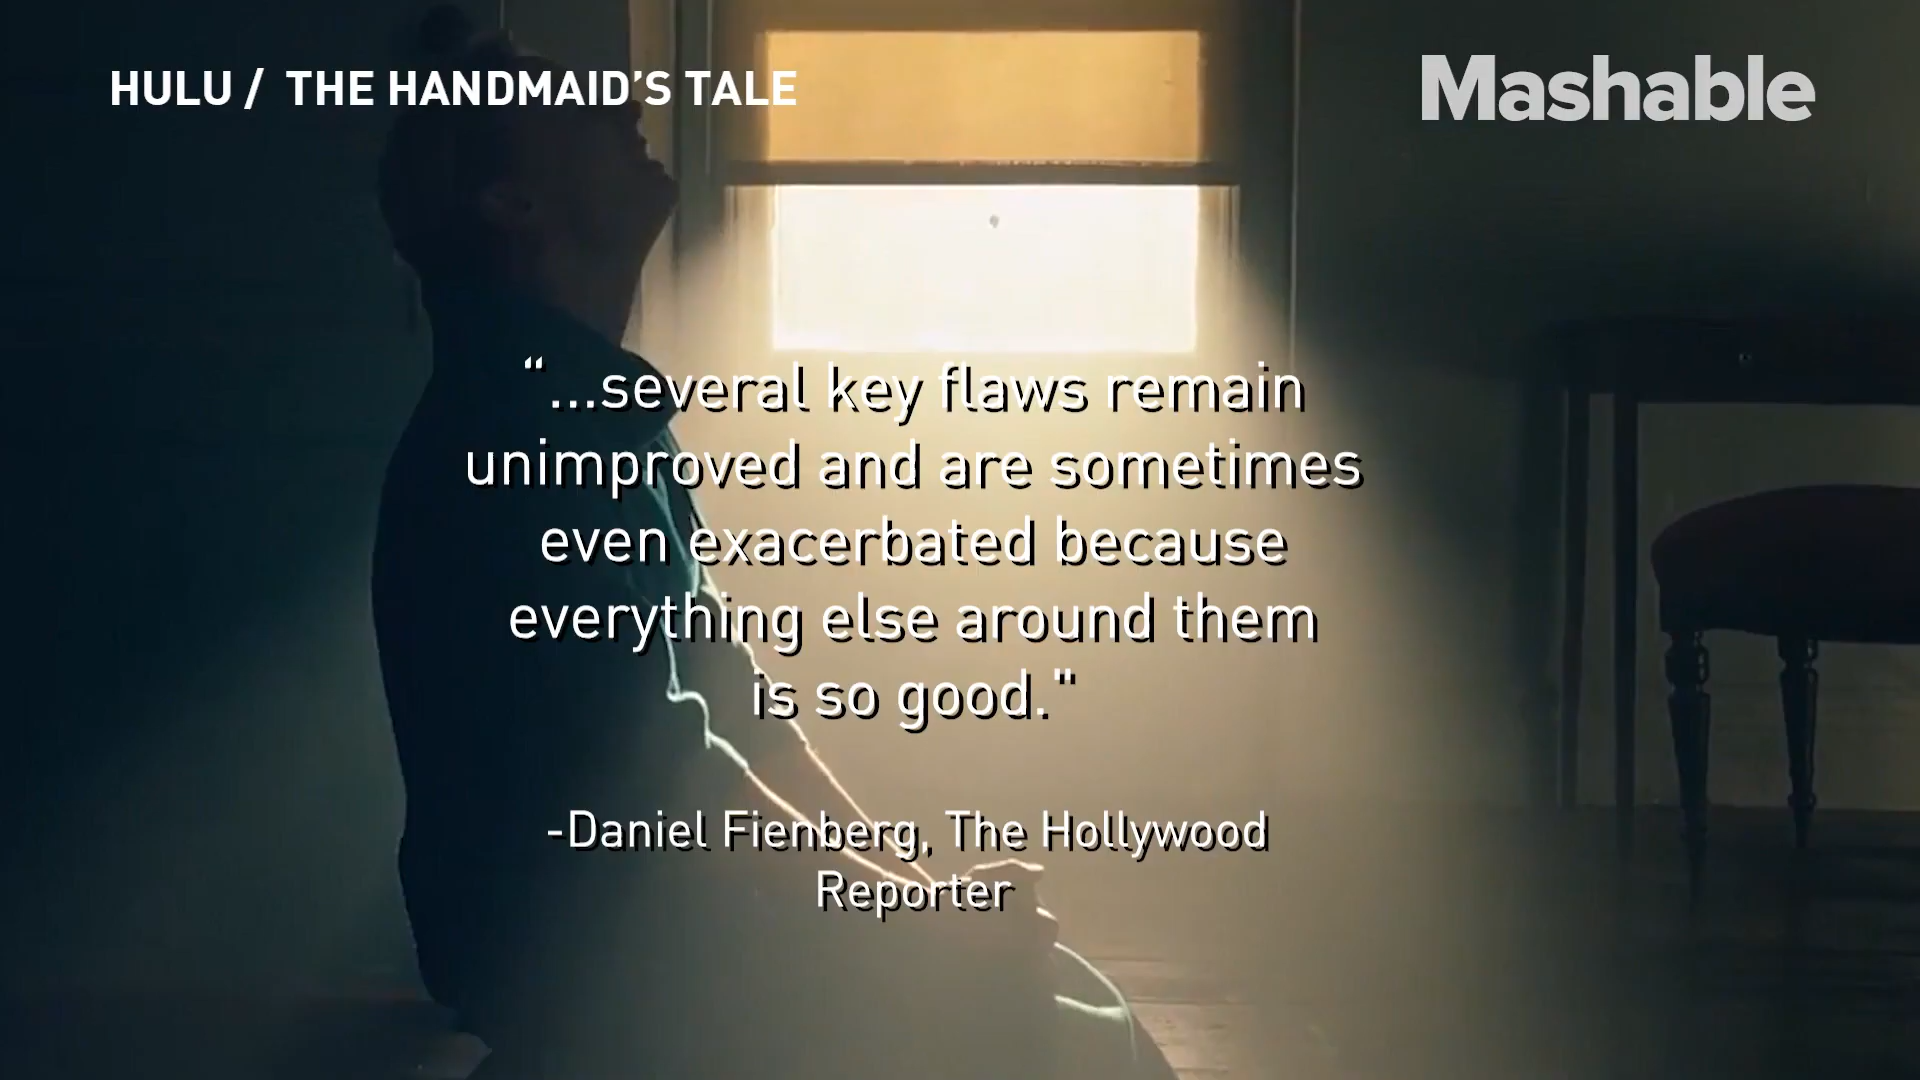 HULU / THE HANDMAID’S TALE
Mashable
“...several key flaws remain
unimproved and are sometimes
even exacerbated because
everything else around them
is so good."
-Daniel Fienberg, The Hollywood
Reporter